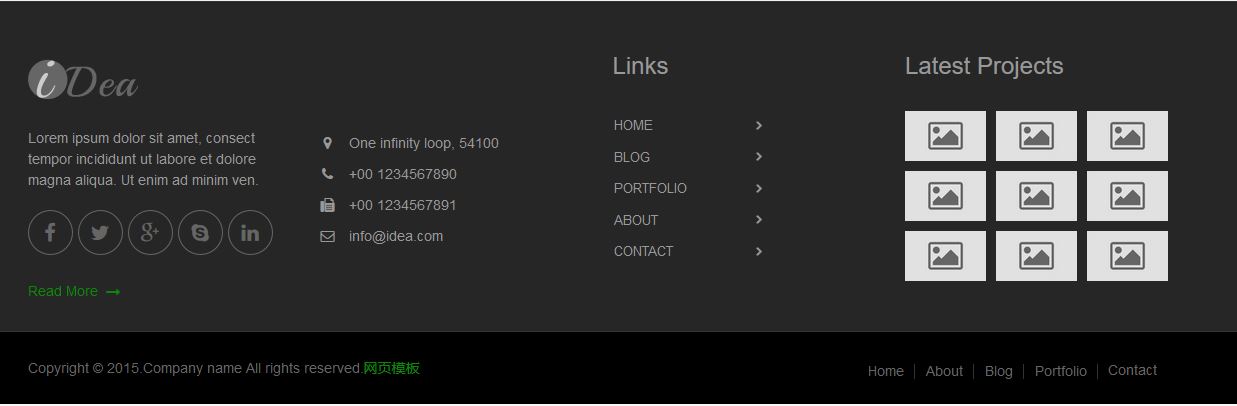 iDea
Lorem ipsum dolor sit amet, consect
tempor incididunt ut labore et dolore
magna aliqua. Ut enim ad minim ven.
Read More
One infinity loop, 54100
+00 1234567890
+00 1234567891
info@idea.com
Links
HOME
BLOG
PORTFOLIO
ABOUT
CONTACT
Latest Projects
Copyright © 2015.Company name All rights reserved.网页模板
Home
About
Blog
Portfolio
Contact